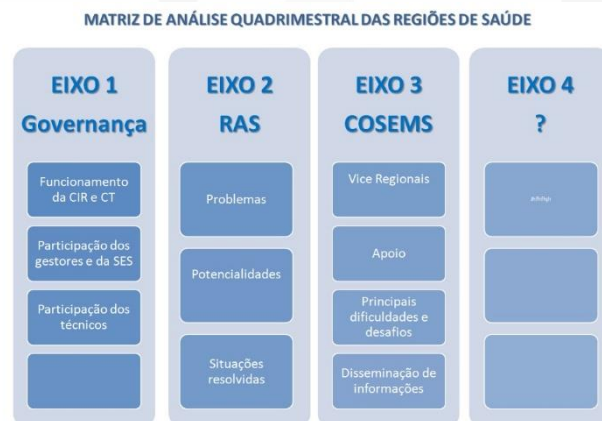 MATRIZ DE ANÁLISE QUADRIMESTRAL DAS REGIÕES DE SAÚDE
EIXO 1
Governança
Funcionamento
da CIR e CT
Participação dos
gestores e da SES
Participação dos
técnicos
EIXO 2
RAS
Problemas
Potencialidades
Situações
resolvidas
EIXO 3
COSEMS
Vice Regionais
Apoio
Principais
dificuldades e
desafios
Disseminação de
informações
EIXO 4
?